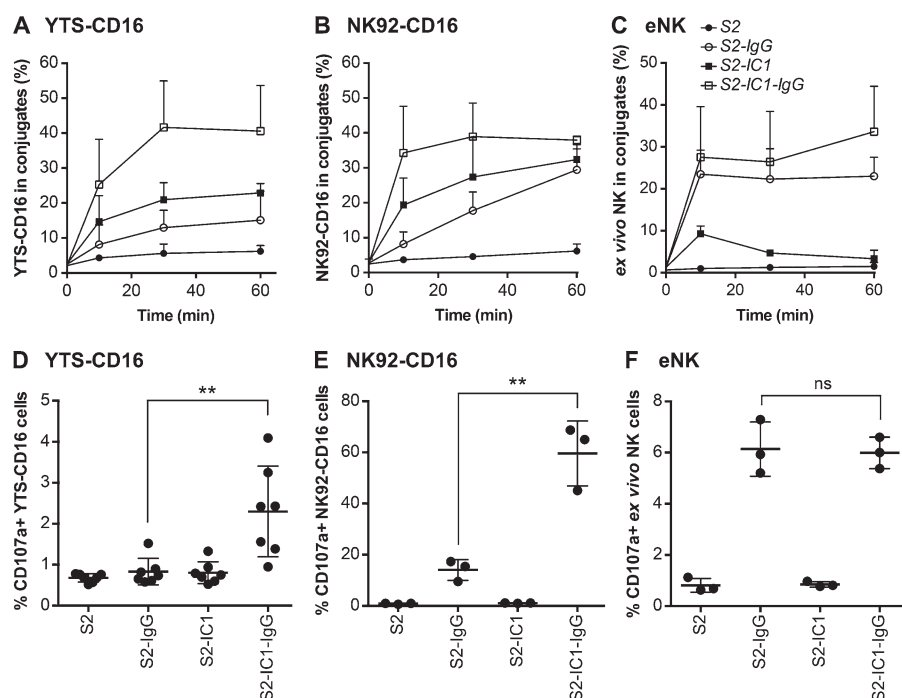 A YTS-CD16
YTS-CD16 in conjugates (%)
60
50
40
30
20
10
0
0 20 40 60
Time (min)
B NK92-CD16
NK92-CD16 in conjugates (%)
60
50
40
30
20
10
0
0 20 40 60
Time (min)
C eNK
S2
S2-IgG
S2-IC1
S2-IC1-IgG
ex vivo NK in conjugates (%)
50
40
30
20
10
0
0 20 40 60
Time (min)
D YTS-CD16
% CD107a+ YTS-CD16 cells
5
4
3
2
1
0
**
S2
S2-IgG
S2-IC1
S2-IC1-IgG
E NK92-CD16
% CD107a+ NK92-CD16 cells
80
60
40
20
0
**
S2
S2-IgG
S2-IC1
S2-IC1-IgG
F eNK
% CD107a+ ex vivo NK cells
8
6
4
2
0
ns
S2
S2-IgG
S2-IC1
S2-IC1-IgG